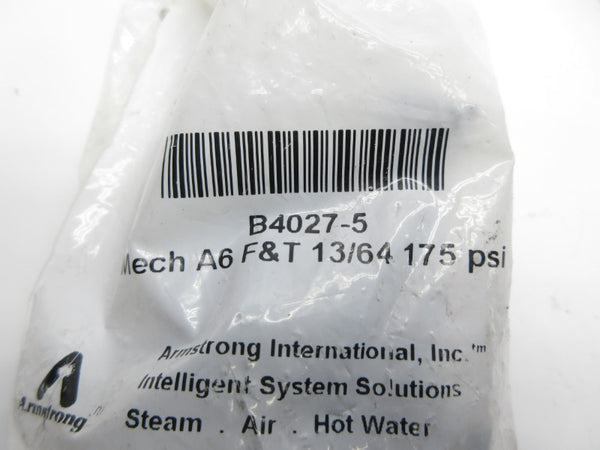 B4027-5
Mech A6 F&T 13/64 175 psi
Armstrong International, Inc.™
Intelligent System Solutions
Steam . Air . Hot Water
Armstrong